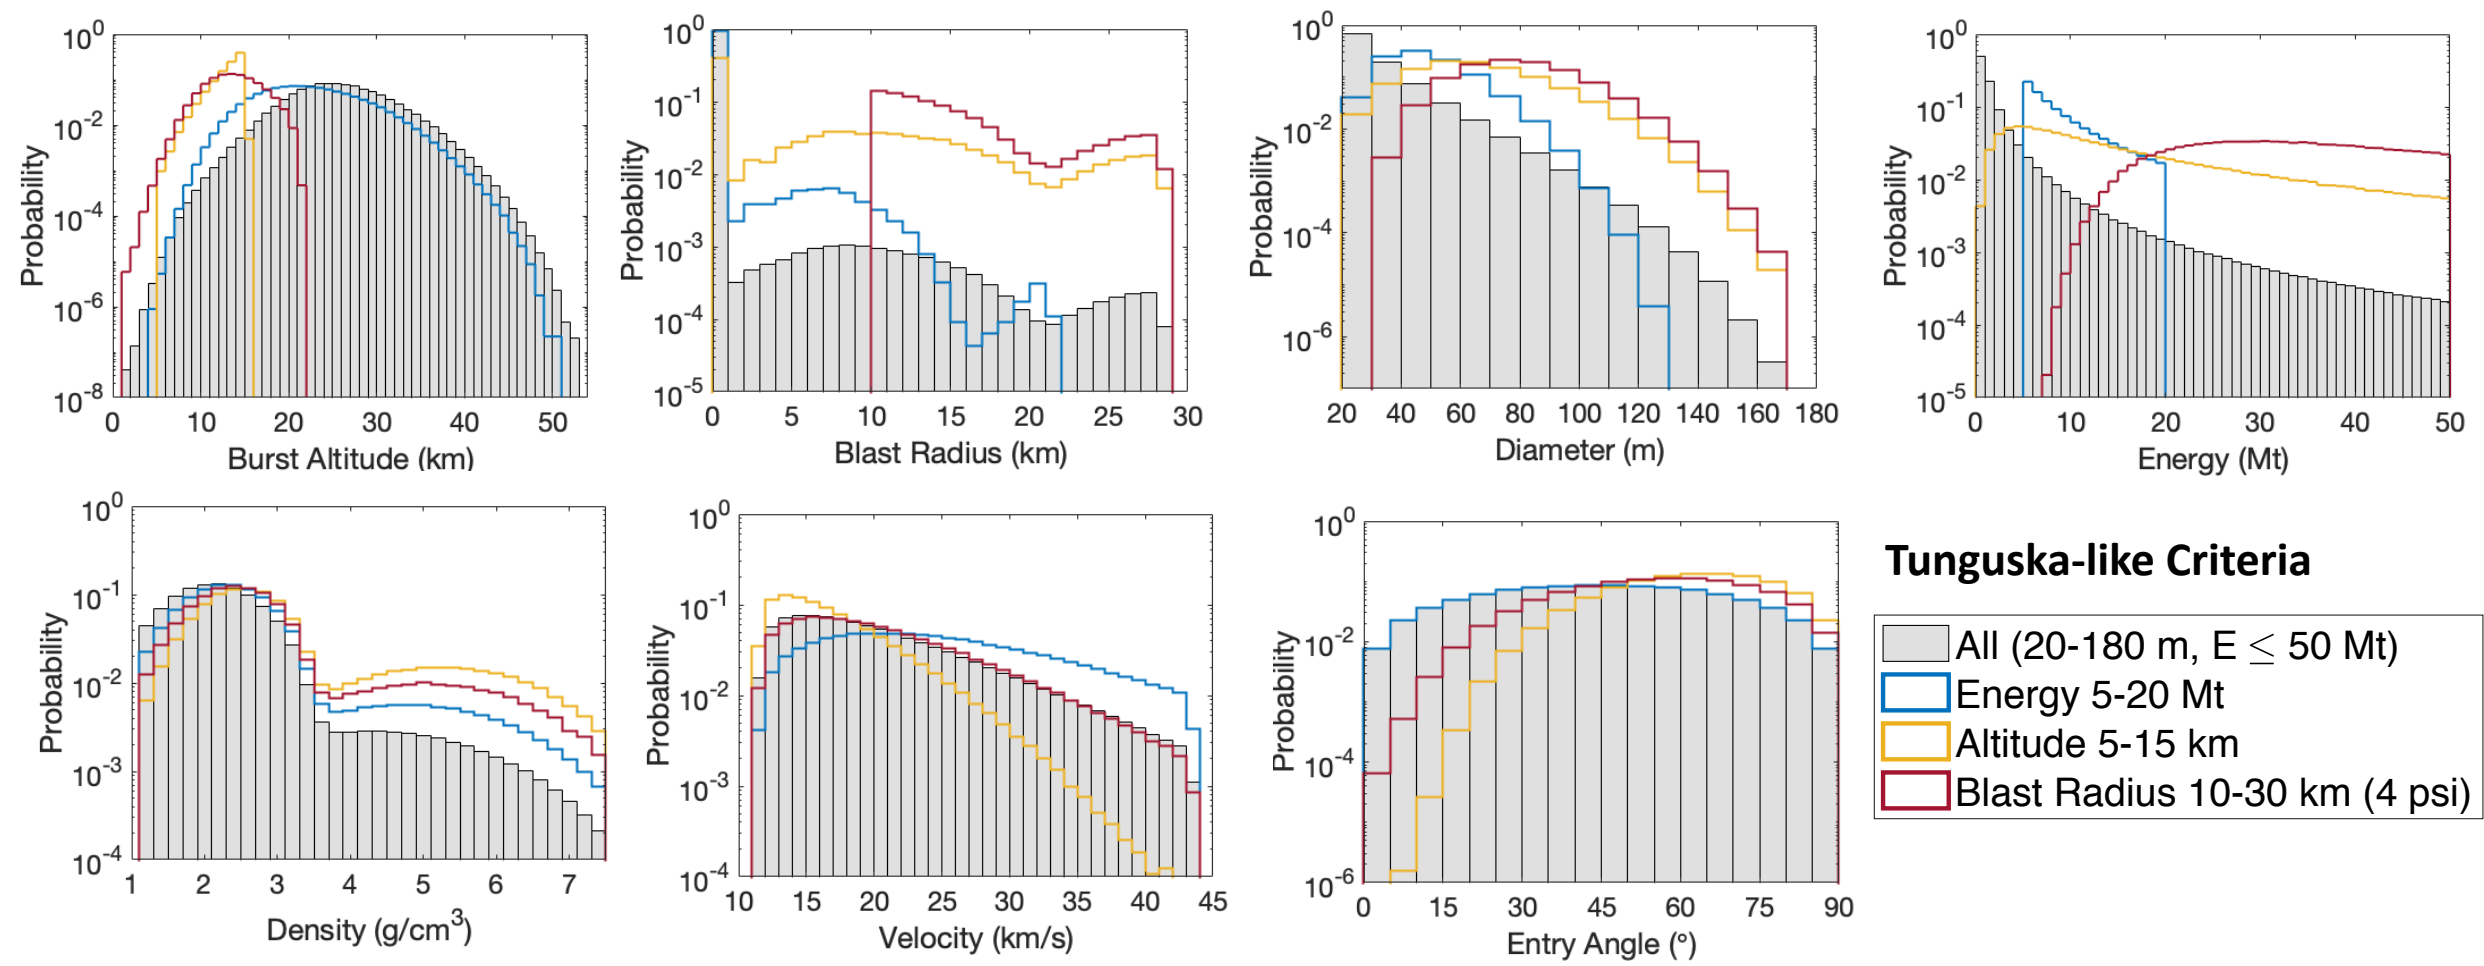 10^0
10^-2
10^-4
10^-6
10^-8
Probability
0 10 20 30 40 50
Burst Altitude (km)
10^0
10^-1
10^-2
10^-3
10^-4
10^-5
Probability
0 5 10 15 20 25 30
Blast Radius (km)
10^0
10^-2
10^-4
10^-6
Probability
20 40 60 80 100 120 140 160 180
Diameter (m)
10^0
10^-1
10^-2
10^-3
10^-4
10^-5
Probability
0 10 20 30 40 50
Energy (Mt)
10^0
10^-1
10^-2
10^-3
10^-4
Probability
1 2 3 4 5 6 7
Density (g/cm^3)
10^0
10^-1
10^-2
10^-3
10^-4
Probability
10 15 20 25 30 35 40 45
Velocity (km/s)
10^0
10^-2
10^-4
10^-6
Probability
0 15 30 45 60 75 90
Entry Angle (°)
Tunguska-like Criteria
All (20-180 m, E ≤ 50 Mt)
Energy 5-20 Mt
Altitude 5-15 km
Blast Radius 10-30 km (4 psi)